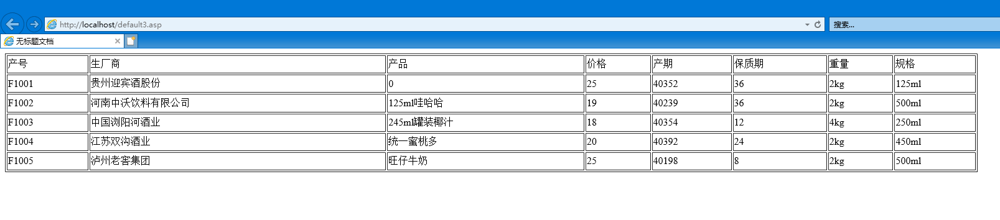 http://localhost/default3.asp
搜索...
无标题文档
产号 生厂商 产品 价格 产期 保质期 重量 规格
F1001 贵州迎宾酒股份 0 25 40352 36 2kg 125ml
F1002 河南中沃饮料有限公司 125ml哇哈哈 19 40239 36 2kg 500ml
F1003 中国浏阳河酒业 245ml罐装椰汁 18 40354 12 4kg 250ml
F1004 江苏双沟酒业 统一蜜桃多 20 40392 24 2kg 450ml
F1005 泸州老窖集团 旺仔牛奶 25 40198 8 2kg 500ml